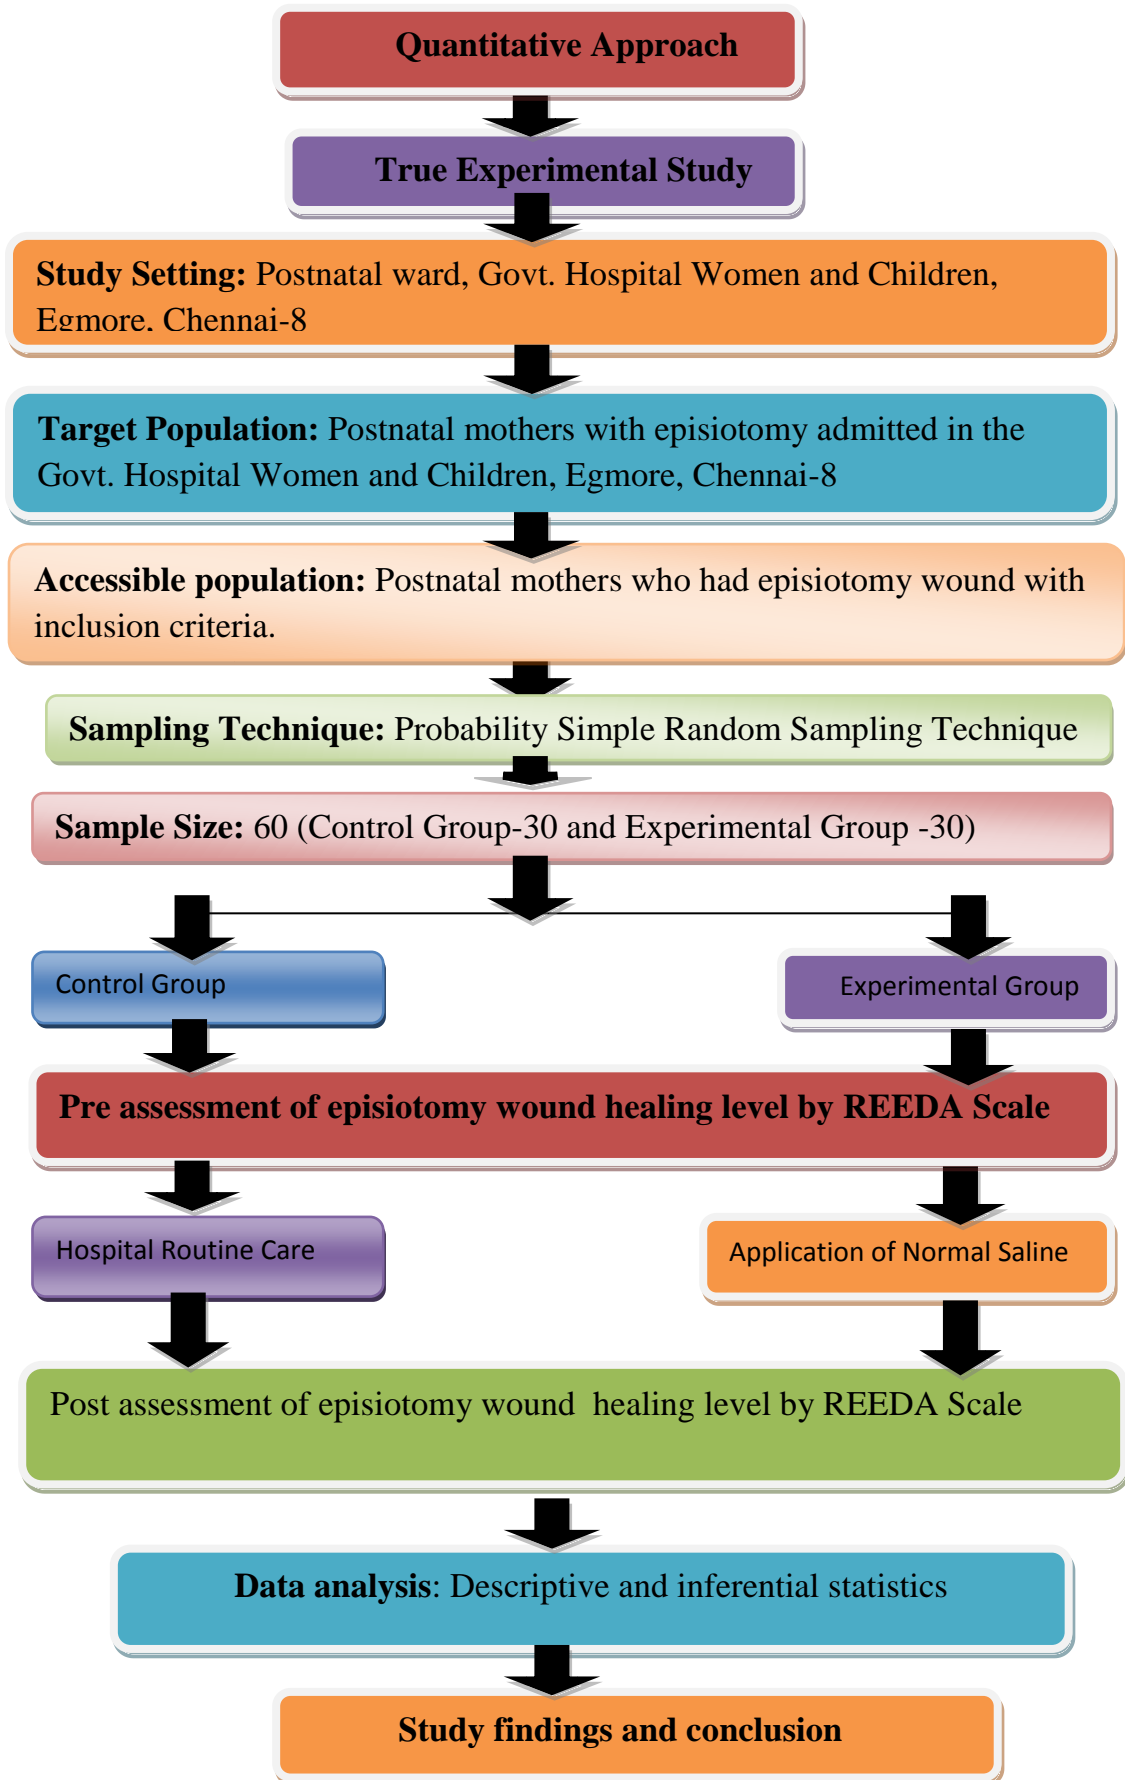 Quantitative Approach
True Experimental Study
Study Setting: Postnatal ward, Govt. Hospital Women and Children,
Egmore, Chennai-8
Target Population: Postnatal mothers with episiotomy admitted in the
Govt. Hospital Women and Children, Egmore, Chennai-8
Accessible population: Postnatal mothers who had episiotomy wound with
inclusion criteria.
Sampling Technique: Probability Simple Random Sampling Technique
Sample Size: 60 (Control Group-30 and Experimental Group -30)
Control Group
Experimental Group
Pre assessment of episiotomy wound healing level by REEDA Scale
Hospital Routine Care
Application of Normal Saline
Post assessment of episiotomy wound  healing level by REEDA Scale
Data analysis: Descriptive and inferential statistics
Study findings and conclusion